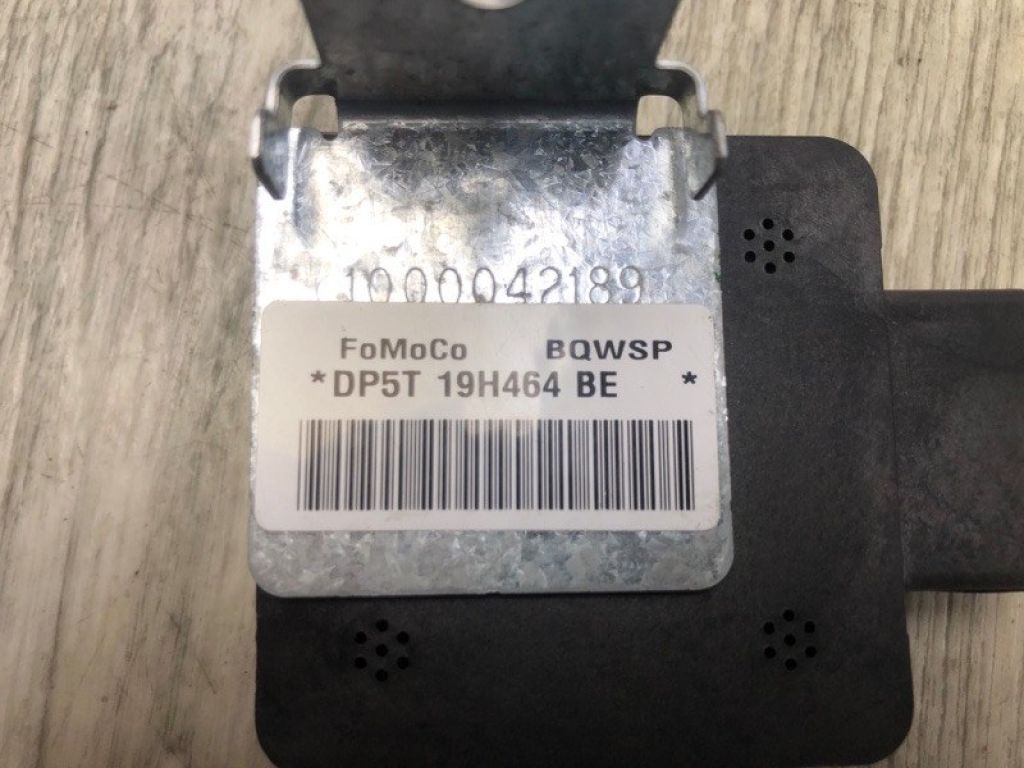 1000042189
FoMoCo BQWSP
*DP5T 19H464 BE *